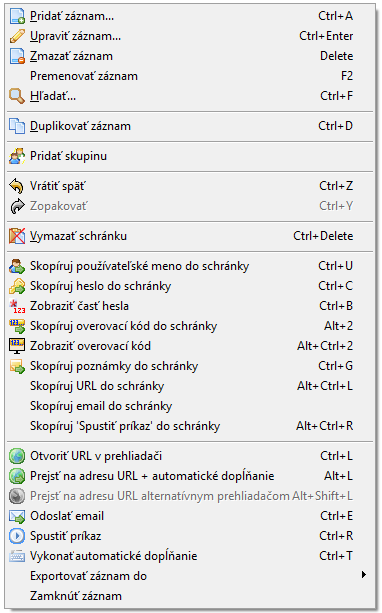 Pridať záznam... Ctrl+A
Upraviť záznam... Ctrl+Enter
Zmazať záznam Delete
Premenovať záznam F2
Hľadať... Ctrl+F
Duplikovať záznam Ctrl+D
Pridať skupinu
Vrátiť späť Ctrl+Z
Zopakovať Ctrl+Y
Vymazať schránku Ctrl+Delete
Skopíruj používateľské meno do schránky Ctrl+U
Skopíruj heslo do schránky Ctrl+C
Zobraziť časť hesla Ctrl+B
Skopíruj overovací kód do schránky Alt+2
Zobraziť overovací kód Alt+Ctrl+2
Skopíruj poznámky do schránky Ctrl+G
Skopíruj URL do schránky Alt+Ctrl+L
Skopíruj email do schránky
Skopíruj 'Spustiť príkaz' do schránky Alt+Ctrl+R
Otvoriť URL v prehliadači Ctrl+L
Prejsť na adresu URL + automatické dopĺňanie Alt+L
Prejsť na adresu URL alternatívnym prehliadačom Alt+Shift+L
Odoslať email Ctrl+E
Spustiť príkaz Ctrl+R
Vykonať automatické dopĺňanie Ctrl+T
Exportovať záznam do
Zamknúť záznam